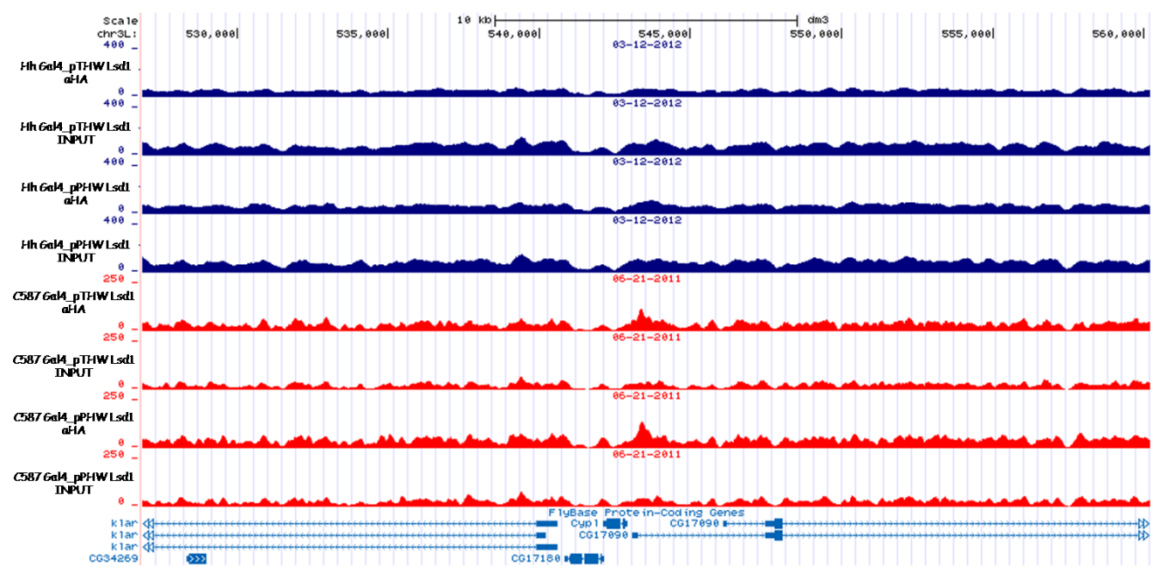 Scale 10 kb dm3
chr3L: 530,000 535,000 540,000 545,000 550,000 555,000 560,000
400 _ 03-12-2012
Hh Gal4_pTHW Lsd1
aHA
0 _
400 _ 03-12-2012
Hh Gal4_pTHW Lsd1
INPUT
0 _
400 _ 03-12-2012
Hh Gal4_pPHW Lsd1
aHA
0 _
400 _ 03-12-2012
Hh Gal4_pPHW Lsd1
INPUT
0 _
250 _ 06-21-2011
C587 Gal4_pTHW Lsd1
aHA
0 _
250 _ 06-21-2011
C587 Gal4_pTHW Lsd1
INPUT
0 _
250 _ 06-21-2011
C587 Gal4_pPHW Lsd1
aHA
0 _
250 _ 06-21-2011
C587 Gal4_pPHW Lsd1
INPUT
0 _
FlyBase Protein-Coding Genes
klar Cyp1 CG17090
klar CG17090
klar
CG34269 CG17180